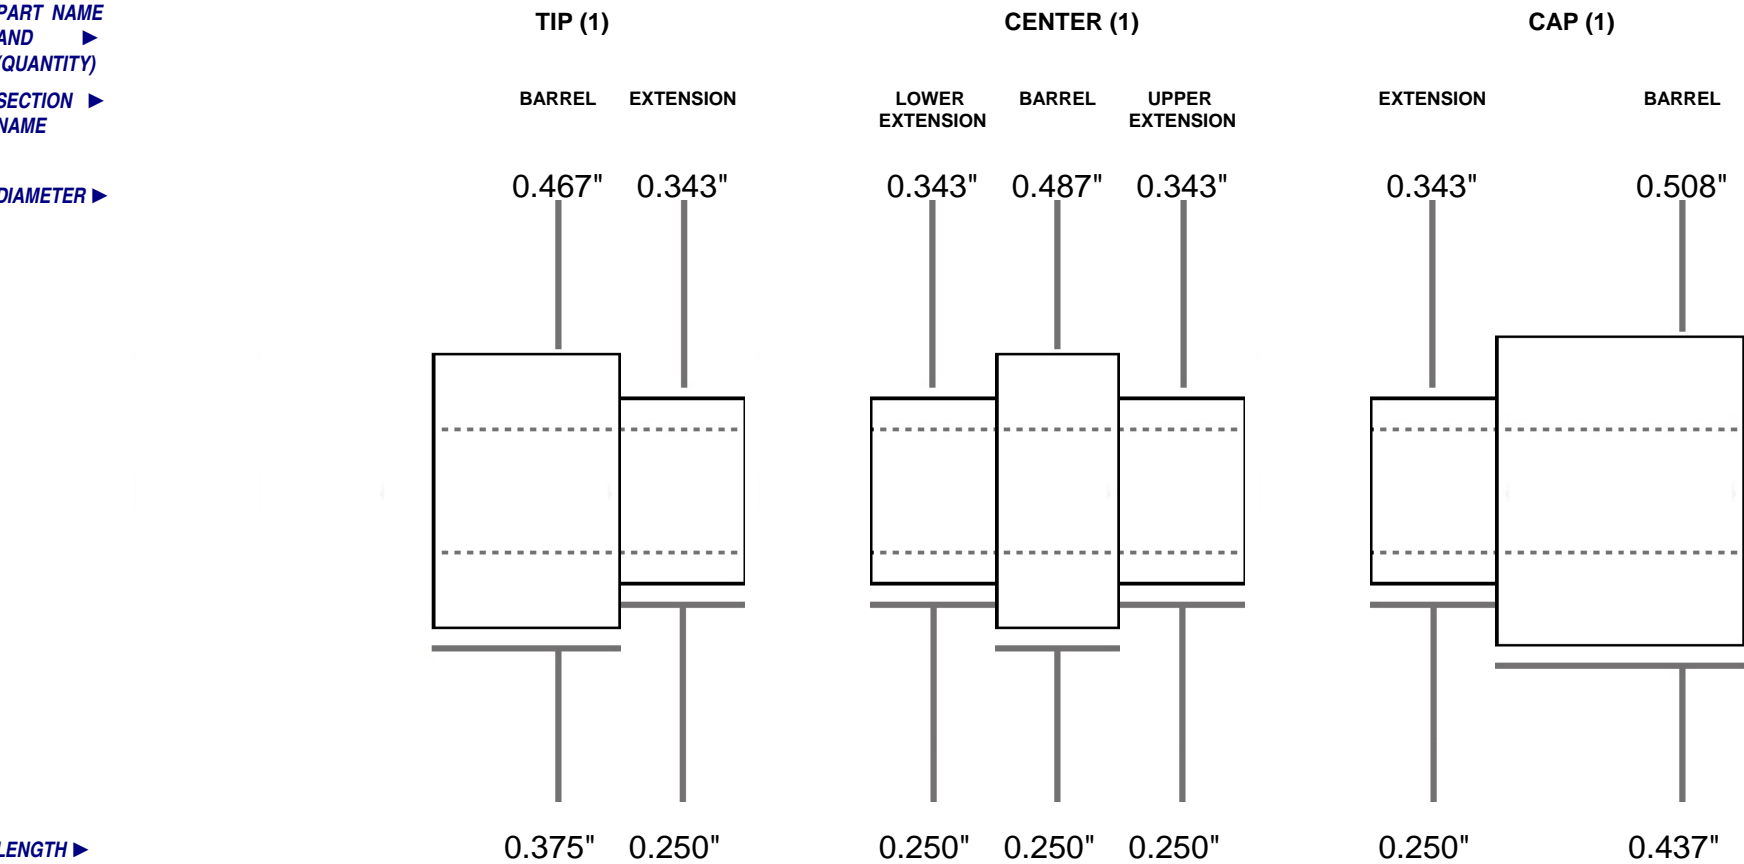 PART NAME
AND ►
(QUANTITY)
TIP (1)
CENTER (1)
CAP (1)
SECTION ►
NAME
BARREL
EXTENSION
LOWER
EXTENSION
BARREL
UPPER
EXTENSION
EXTENSION
BARREL
DIAMETER ►
0.467"
0.343"
0.343"
0.487"
0.343"
0.343"
0.508"
LENGTH ►
0.375"
0.250"
0.250"
0.250"
0.250"
0.250"
0.437"